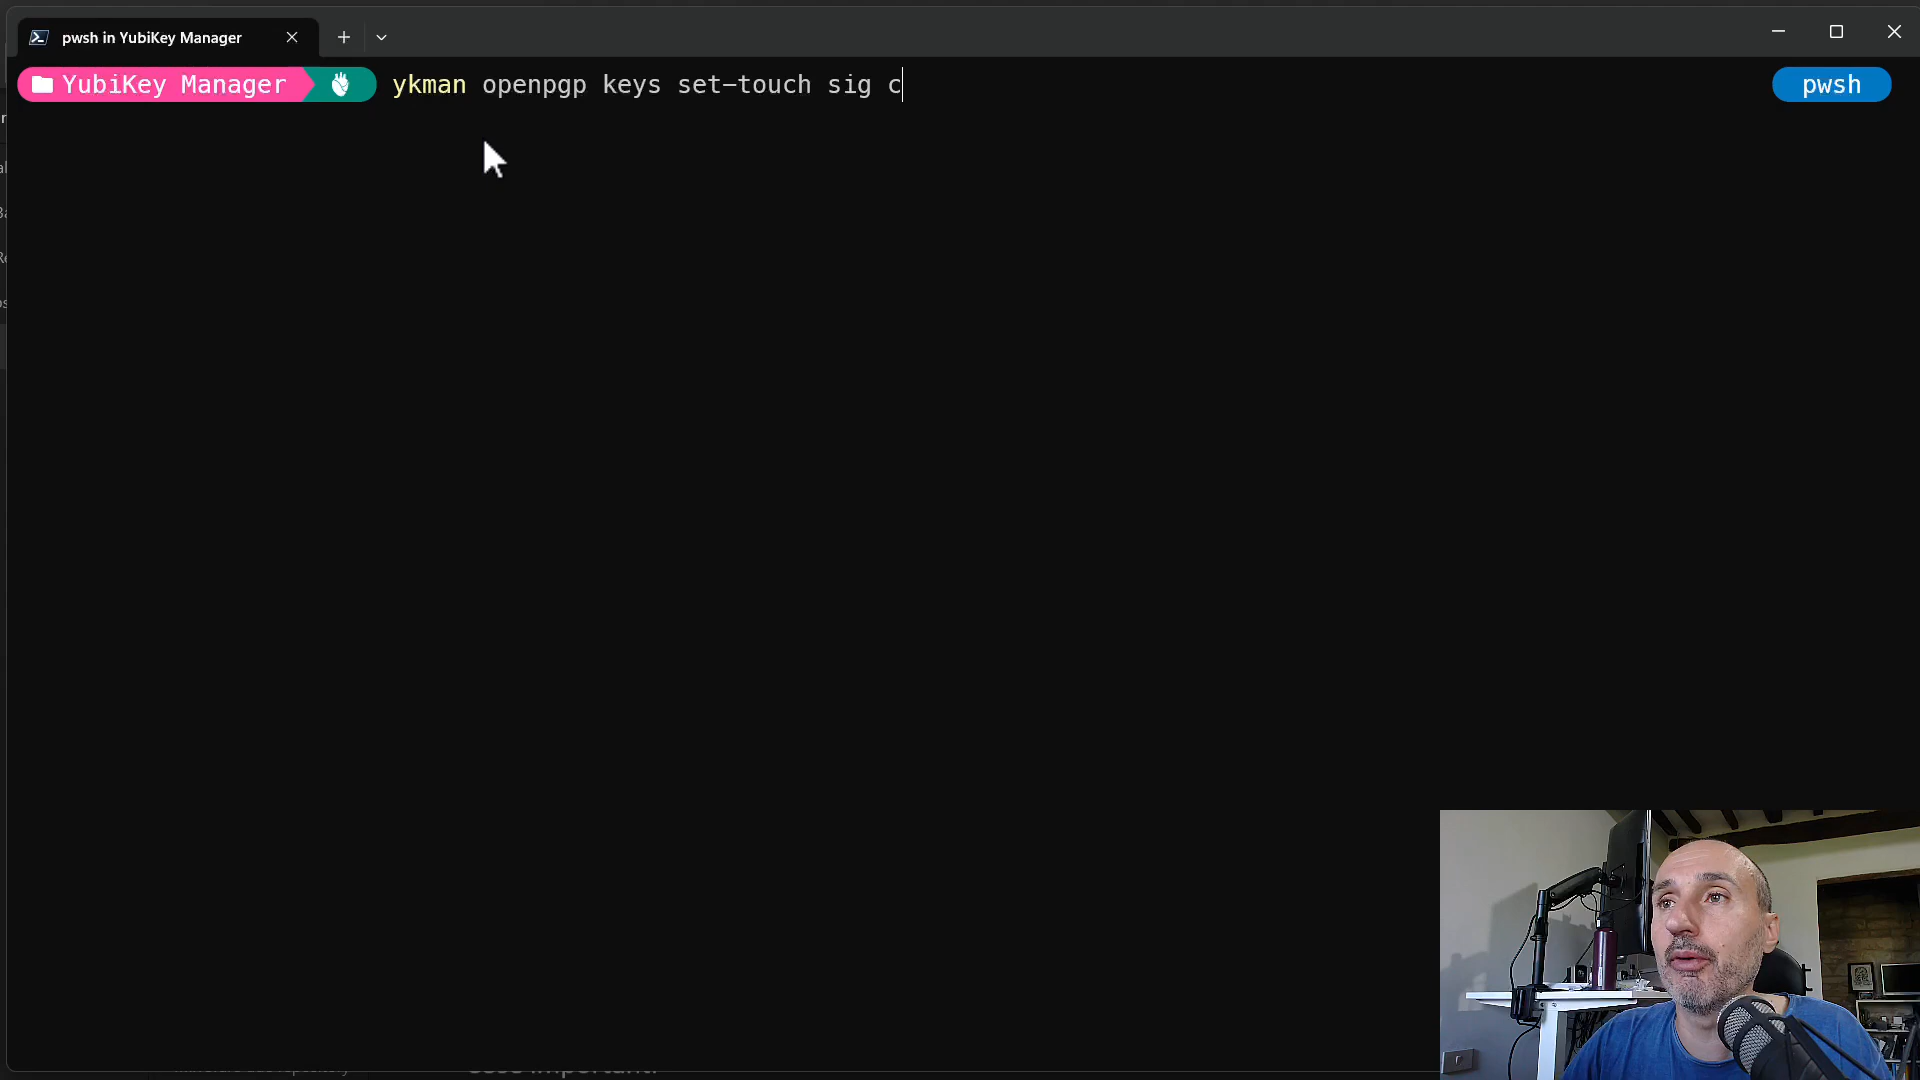 pwsh in YubiKey Manager
YubiKey Manager ykman openpgp keys set-touch sig c pwsh